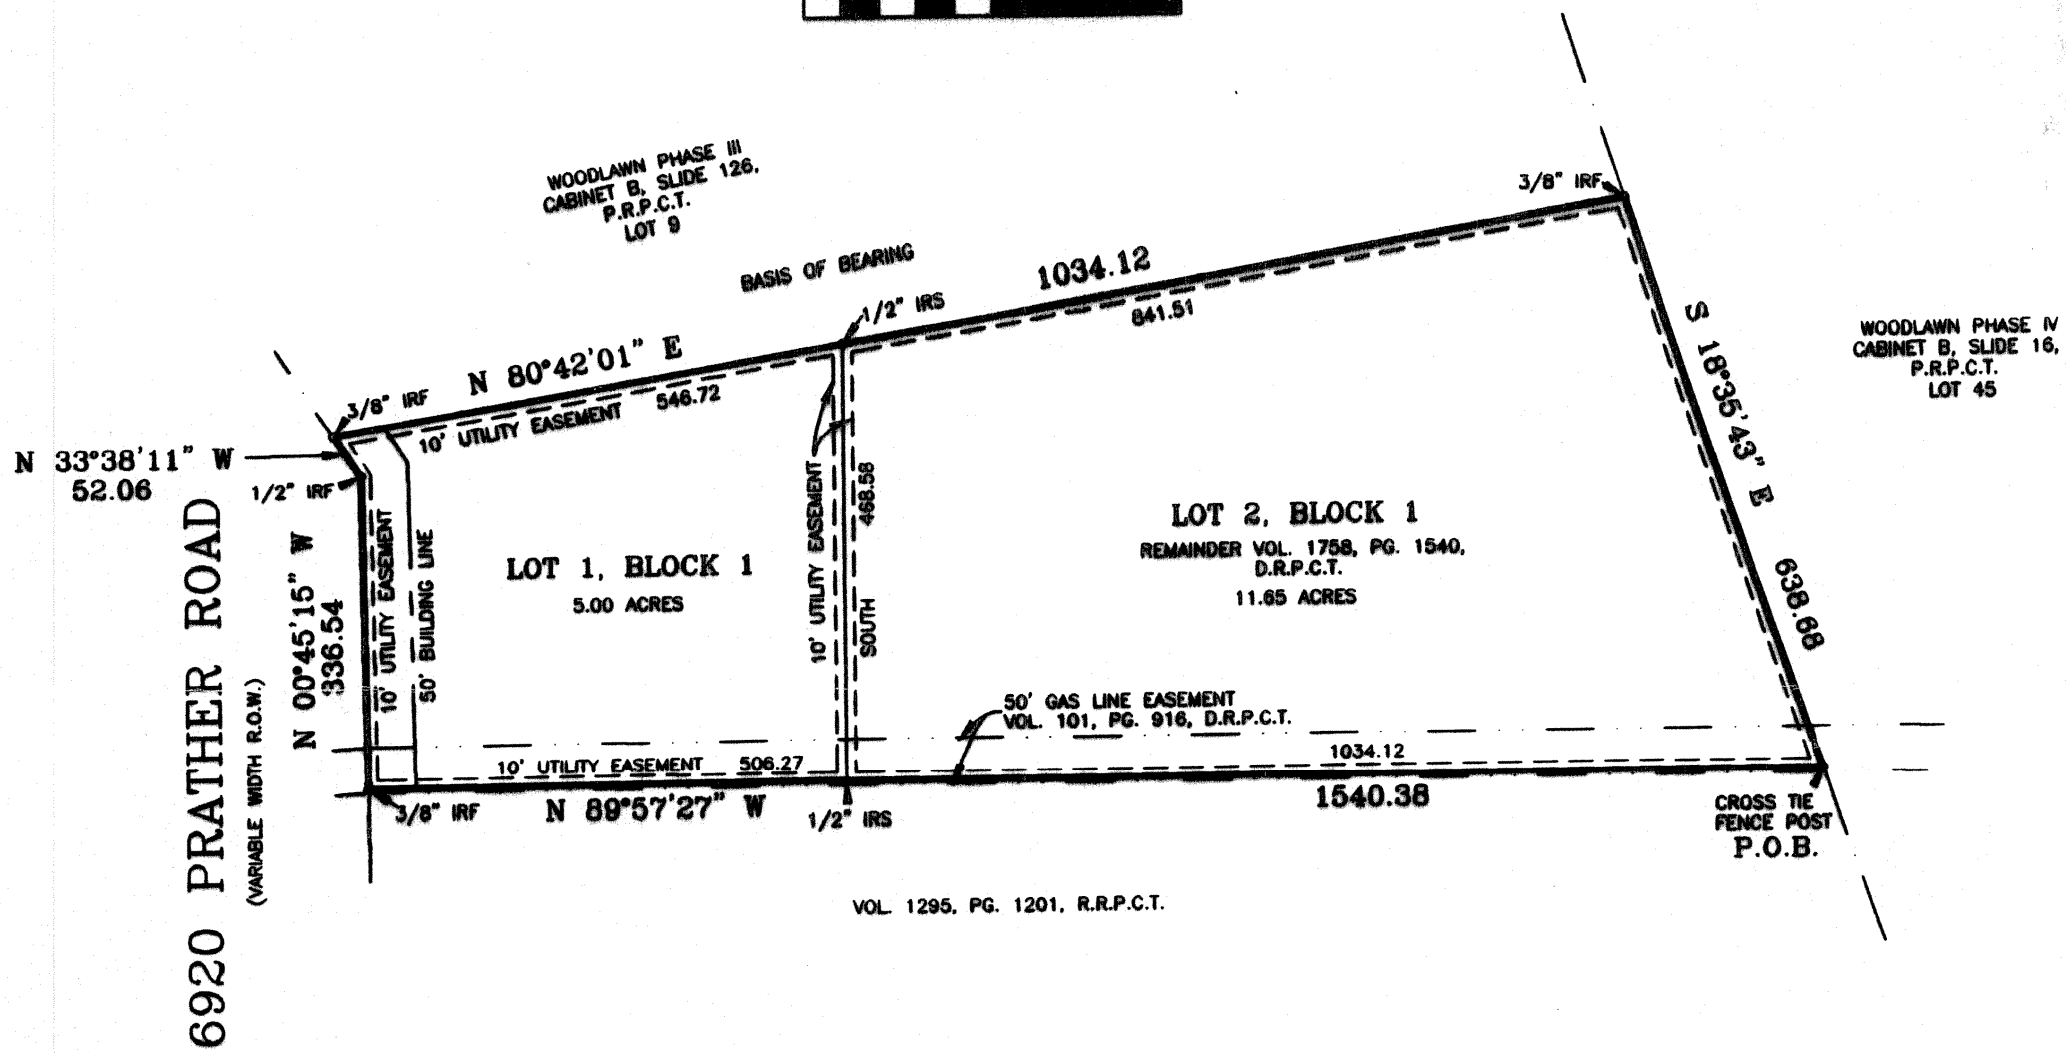 WOODLAWN PHASE III
CABINET B, SLIDE 126,
P.R.P.C.T.
LOT 9
BASIS OF BEARING
3/8" IRF
1034.12
841.51
1/2" IRS
N 80°42'01" E
546.72
3/8" IRF
10' UTILITY EASEMENT
N 33°38'11" W
52.06
1/2" IRF
S 18°35'43" E
638.68
WOODLAWN PHASE IV
CABINET B, SLIDE 16,
P.R.P.C.T.
LOT 45
6920 PRATHER ROAD
(VARIABLE WIDTH R.O.W.)
N 00°45'15" W
336.54
10' UTILITY EASEMENT
50' BUILDING LINE
LOT 1, BLOCK 1
5.00 ACRES
10' UTILITY EASEMENT
SOUTH 468.58
LOT 2, BLOCK 1
REMAINDER VOL. 1758, PG. 1540,
D.R.P.C.T.
11.65 ACRES
50' GAS LINE EASEMENT
VOL. 101, PG. 916, D.R.P.C.T.
10' UTILITY EASEMENT 506.27
1034.12
3/8" IRF
N 89°57'27" W
1/2" IRS
1540.38
CROSS TIE
FENCE POST
P.O.B.
VOL. 1295, PG. 1201, R.R.P.C.T.